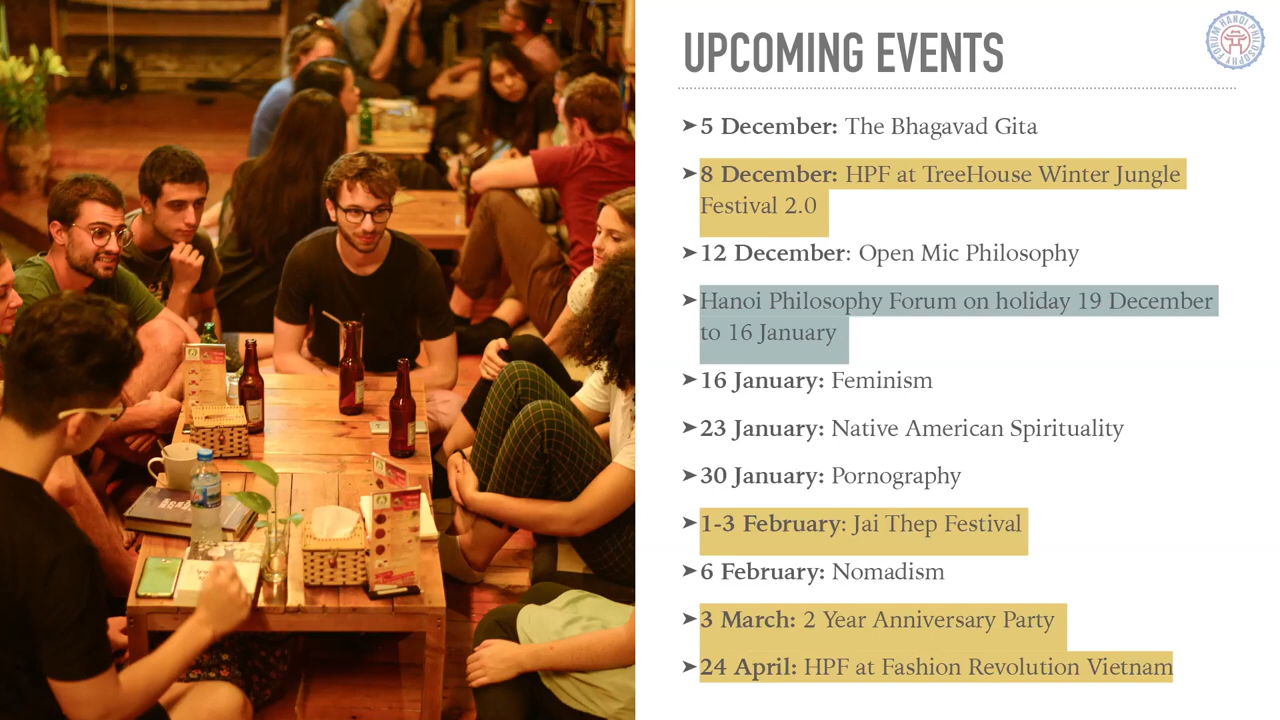 UPCOMING EVENTS
HANOI PHILOSOPHY FORUM
➤5 December: The Bhagavad Gita
➤8 December: HPF at TreeHouse Winter Jungle
Festival 2.0
➤12 December: Open Mic Philosophy
➤Hanoi Philosophy Forum on holiday 19 December
to 16 January
➤16 January: Feminism
➤23 January: Native American Spirituality
➤30 January: Pornography
➤1-3 February: Jai Thep Festival
➤6 February: Nomadism
➤3 March: 2 Year Anniversary Party
➤24 April: HPF at Fashion Revolution Vietnam